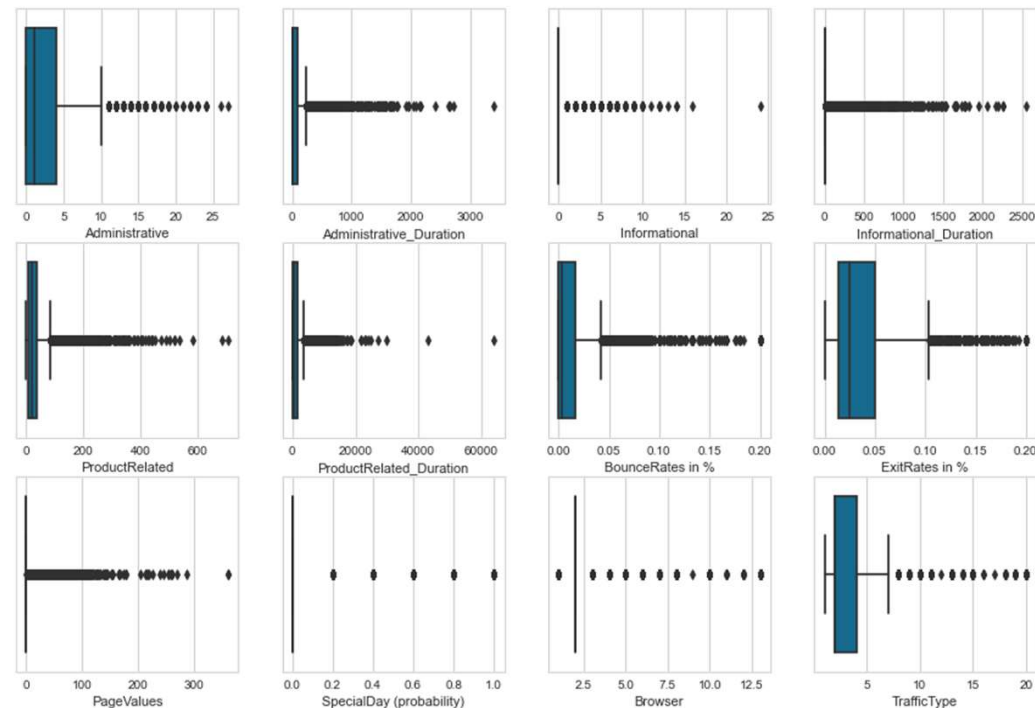 0 5 10 15 20 25
Administrative
0 1000 2000 3000
Administrative_Duration
0 5 10 15 20 25
Informational
0 500 1000 1500 2000 2500
Informational_Duration
0 200 400 600
ProductRelated
0 20000 40000 60000
ProductRelated_Duration
0.00 0.05 0.10 0.15 0.20
BounceRates in %
0.00 0.05 0.10 0.15 0.20
ExitRates in %
0 100 200 300
PageValues
0.0 0.2 0.4 0.6 0.8 1.0
SpecialDay (probability)
2.5 5.0 7.5 10.0 12.5
Browser
5 10 15 20
TrafficType